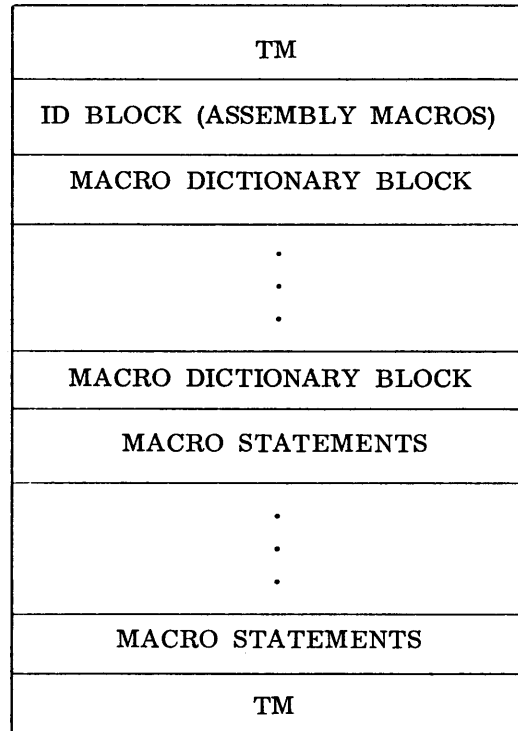 TM
ID BLOCK (ASSEMBLY MACROS)
MACRO DICTIONARY BLOCK
.
.
.
MACRO DICTIONARY BLOCK
MACRO STATEMENTS
.
.
.
MACRO STATEMENTS
TM